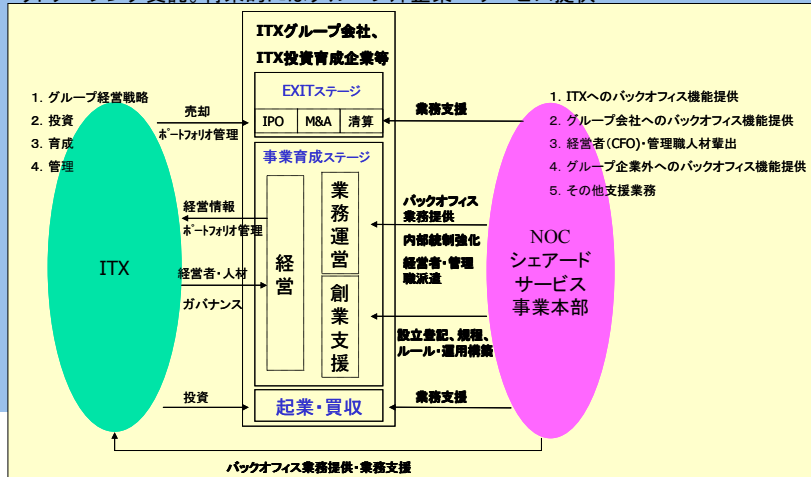 ITXグループ会社、
ITX投資育成企業等
EXITステージ
IPO
M&A
清算
事業育成ステージ
経営
業務運営
創業支援
起業・買収
1. グループ経営戦略
2. 投資
3. 育成
4. 管理
ITX
売却
ポートフォリオ管理
経営情報
ポートフォリオ管理
経営者・人材
ガバナンス
投資
業務支援
バックオフィス
業務提供
内部統制強化
経営者・管理
職派遣
設立登記、規程、
ルール・運用構築
業務支援
1. ITXへのバックオフィス機能提供
2. グループ会社へのバックオフィス機能提供
3. 経営者(CFO)・管理職人材輩出
4. グループ企業外へのバックオフィス機能提供
5. その他支援業務
NOC
シェアード
サービス
事業本部
バックオフィス業務提供・業務支援